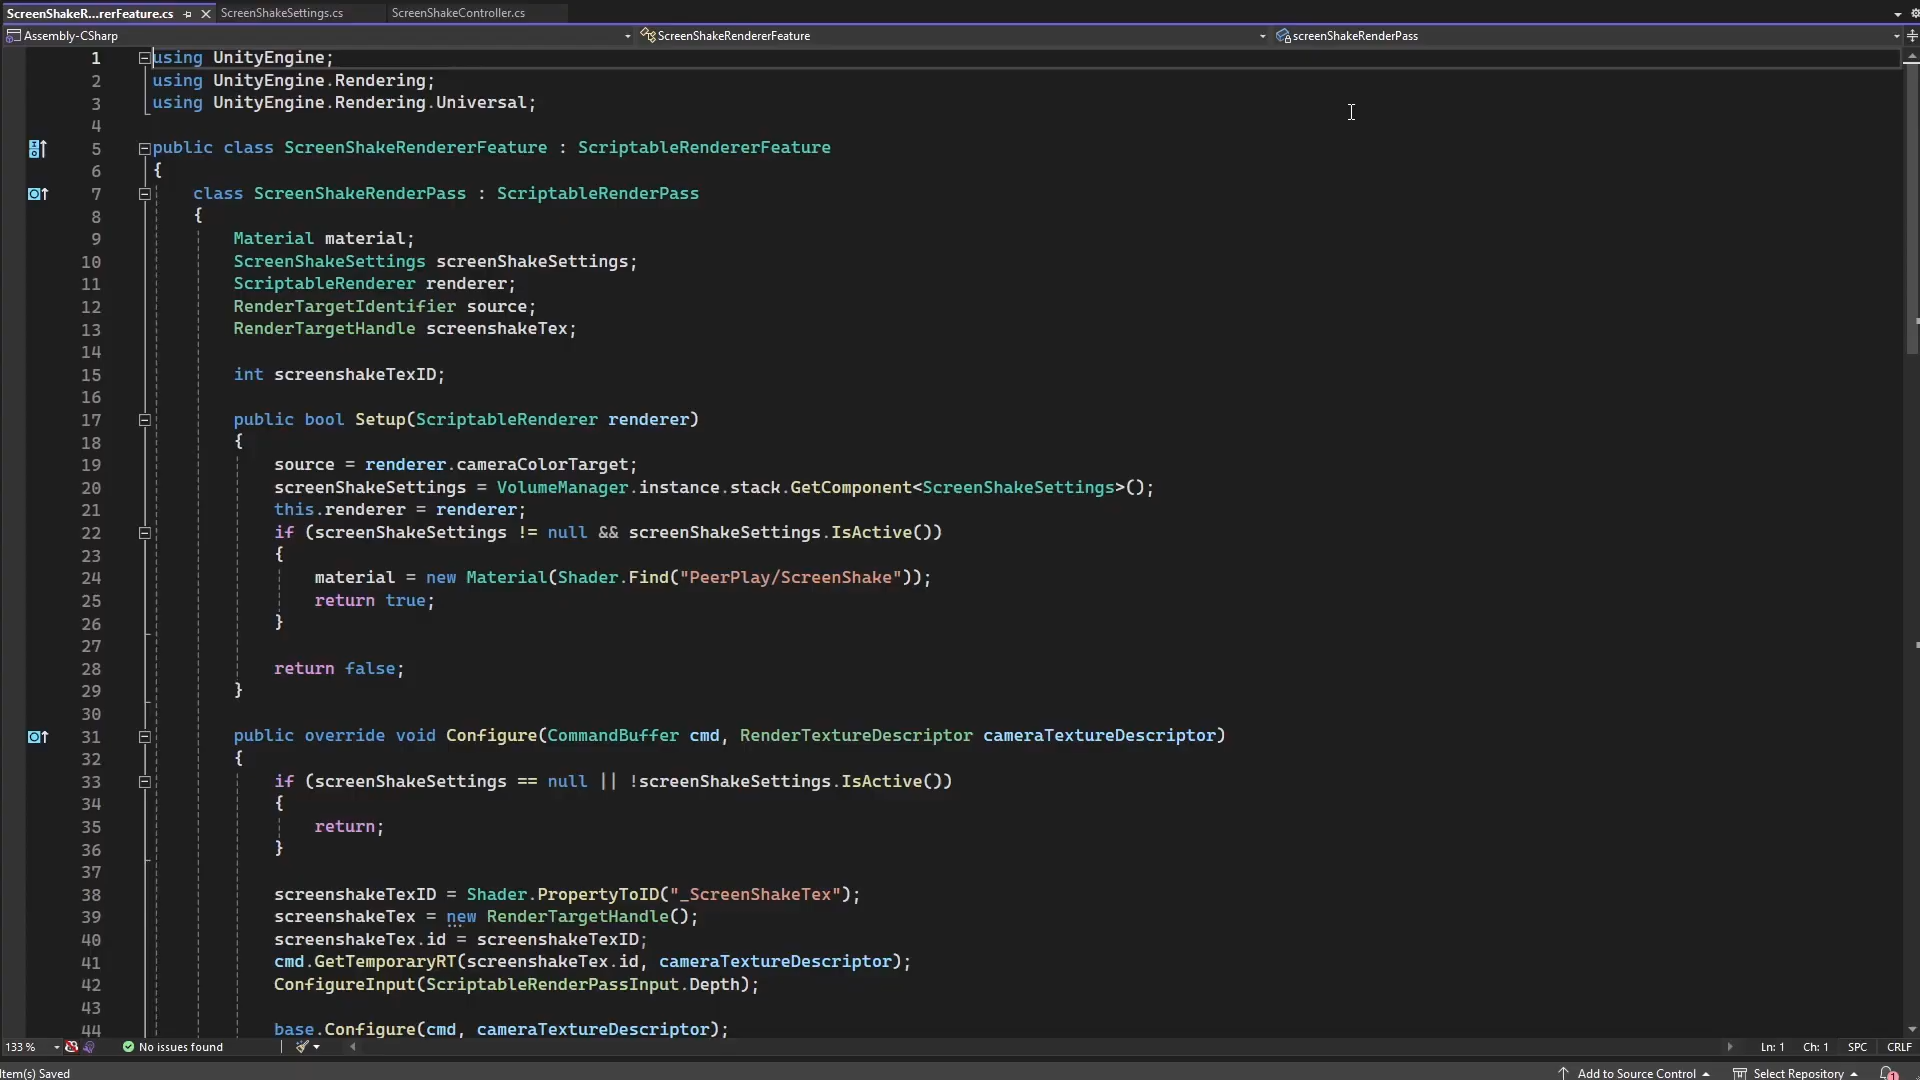 ScreenShakeR...rerFeature.cs
ScreenShakeSettings.cs
ScreenShakeController.cs
Assembly-CSharp
ScreenShakeRendererFeature
screenShakeRenderPass
1 using UnityEngine;
2 using UnityEngine.Rendering;
3 using UnityEngine.Rendering.Universal;
4
5 public class ScreenShakeRendererFeature : ScriptableRendererFeature
6 {
7 class ScreenShakeRenderPass : ScriptableRenderPass
8 {
9 Material material;
10 ScreenShakeSettings screenShakeSettings;
11 ScriptableRenderer renderer;
12 RenderTargetIdentifier source;
13 RenderTargetHandle screenshakeTex;
14
15 int screenshakeTexID;
16
17 public bool Setup(ScriptableRenderer renderer)
18 {
19 source = renderer.cameraColorTarget;
20 screenShakeSettings = VolumeManager.instance.stack.GetComponent<ScreenShakeSettings>();
21 this.renderer = renderer;
22 if (screenShakeSettings != null && screenShakeSettings.IsActive())
23 {
24 material = new Material(Shader.Find("PeerPlay/ScreenShake"));
25 return true;
26 }
27
28 return false;
29 }
30
31 public override void Configure(CommandBuffer cmd, RenderTextureDescriptor cameraTextureDescriptor)
32 {
33 if (screenShakeSettings == null || !screenShakeSettings.IsActive())
34 {
35 return;
36 }
37
38 screenshakeTexID = Shader.PropertyToID("_ScreenShakeTex");
39 screenshakeTex = new RenderTargetHandle();
40 screenshakeTex.id = screenshakeTexID;
41 cmd.GetTemporaryRT(screenshakeTex.id, cameraTextureDescriptor);
42 ConfigureInput(ScriptableRenderPassInput.Depth);
43
44 base.Configure(cmd, cameraTextureDescriptor);
133 %
No issues found
Ln: 1 Ch: 1 SPC CRLF
Item(s) Saved
Add to Source Control
Select Repository
1